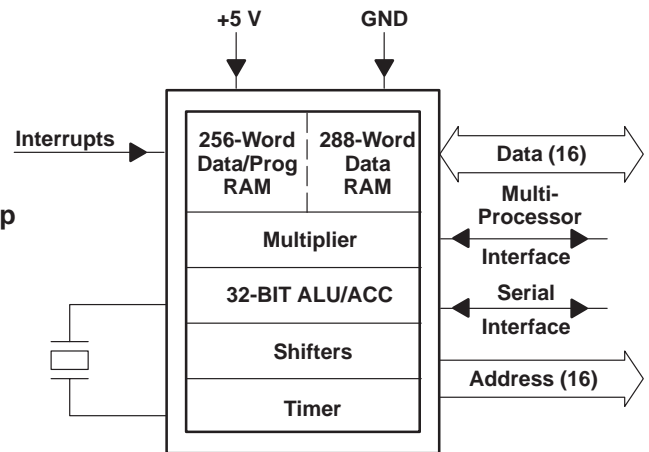 +5 V
GND
Interrupts
256-Word
Data/Prog
RAM
288-Word
Data
RAM
Data (16)
Multi-
Processor
Interface
p
Multiplier
32-BIT ALU/ACC
Serial
Interface
Shifters
Address (16)
Timer